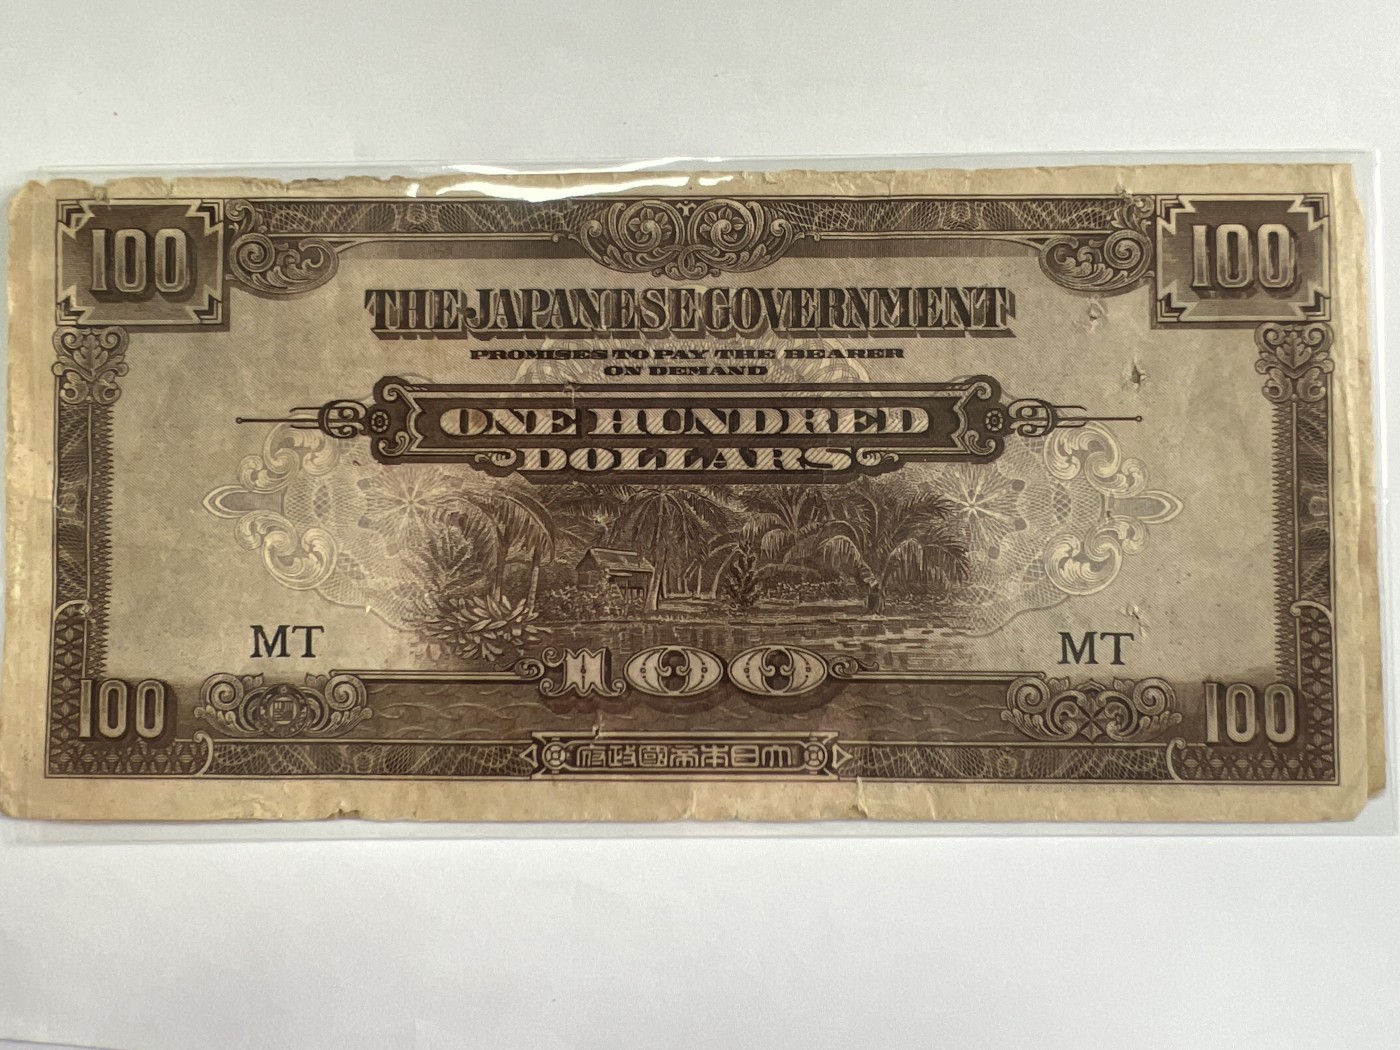 100 100
THE JAPANESE GOVERNMENT
PROMISES TO PAY THE BEARER
ON DEMAND
ONE HUNDRED
DOLLARS
MT MT
100
100 100
府政國帝本日大